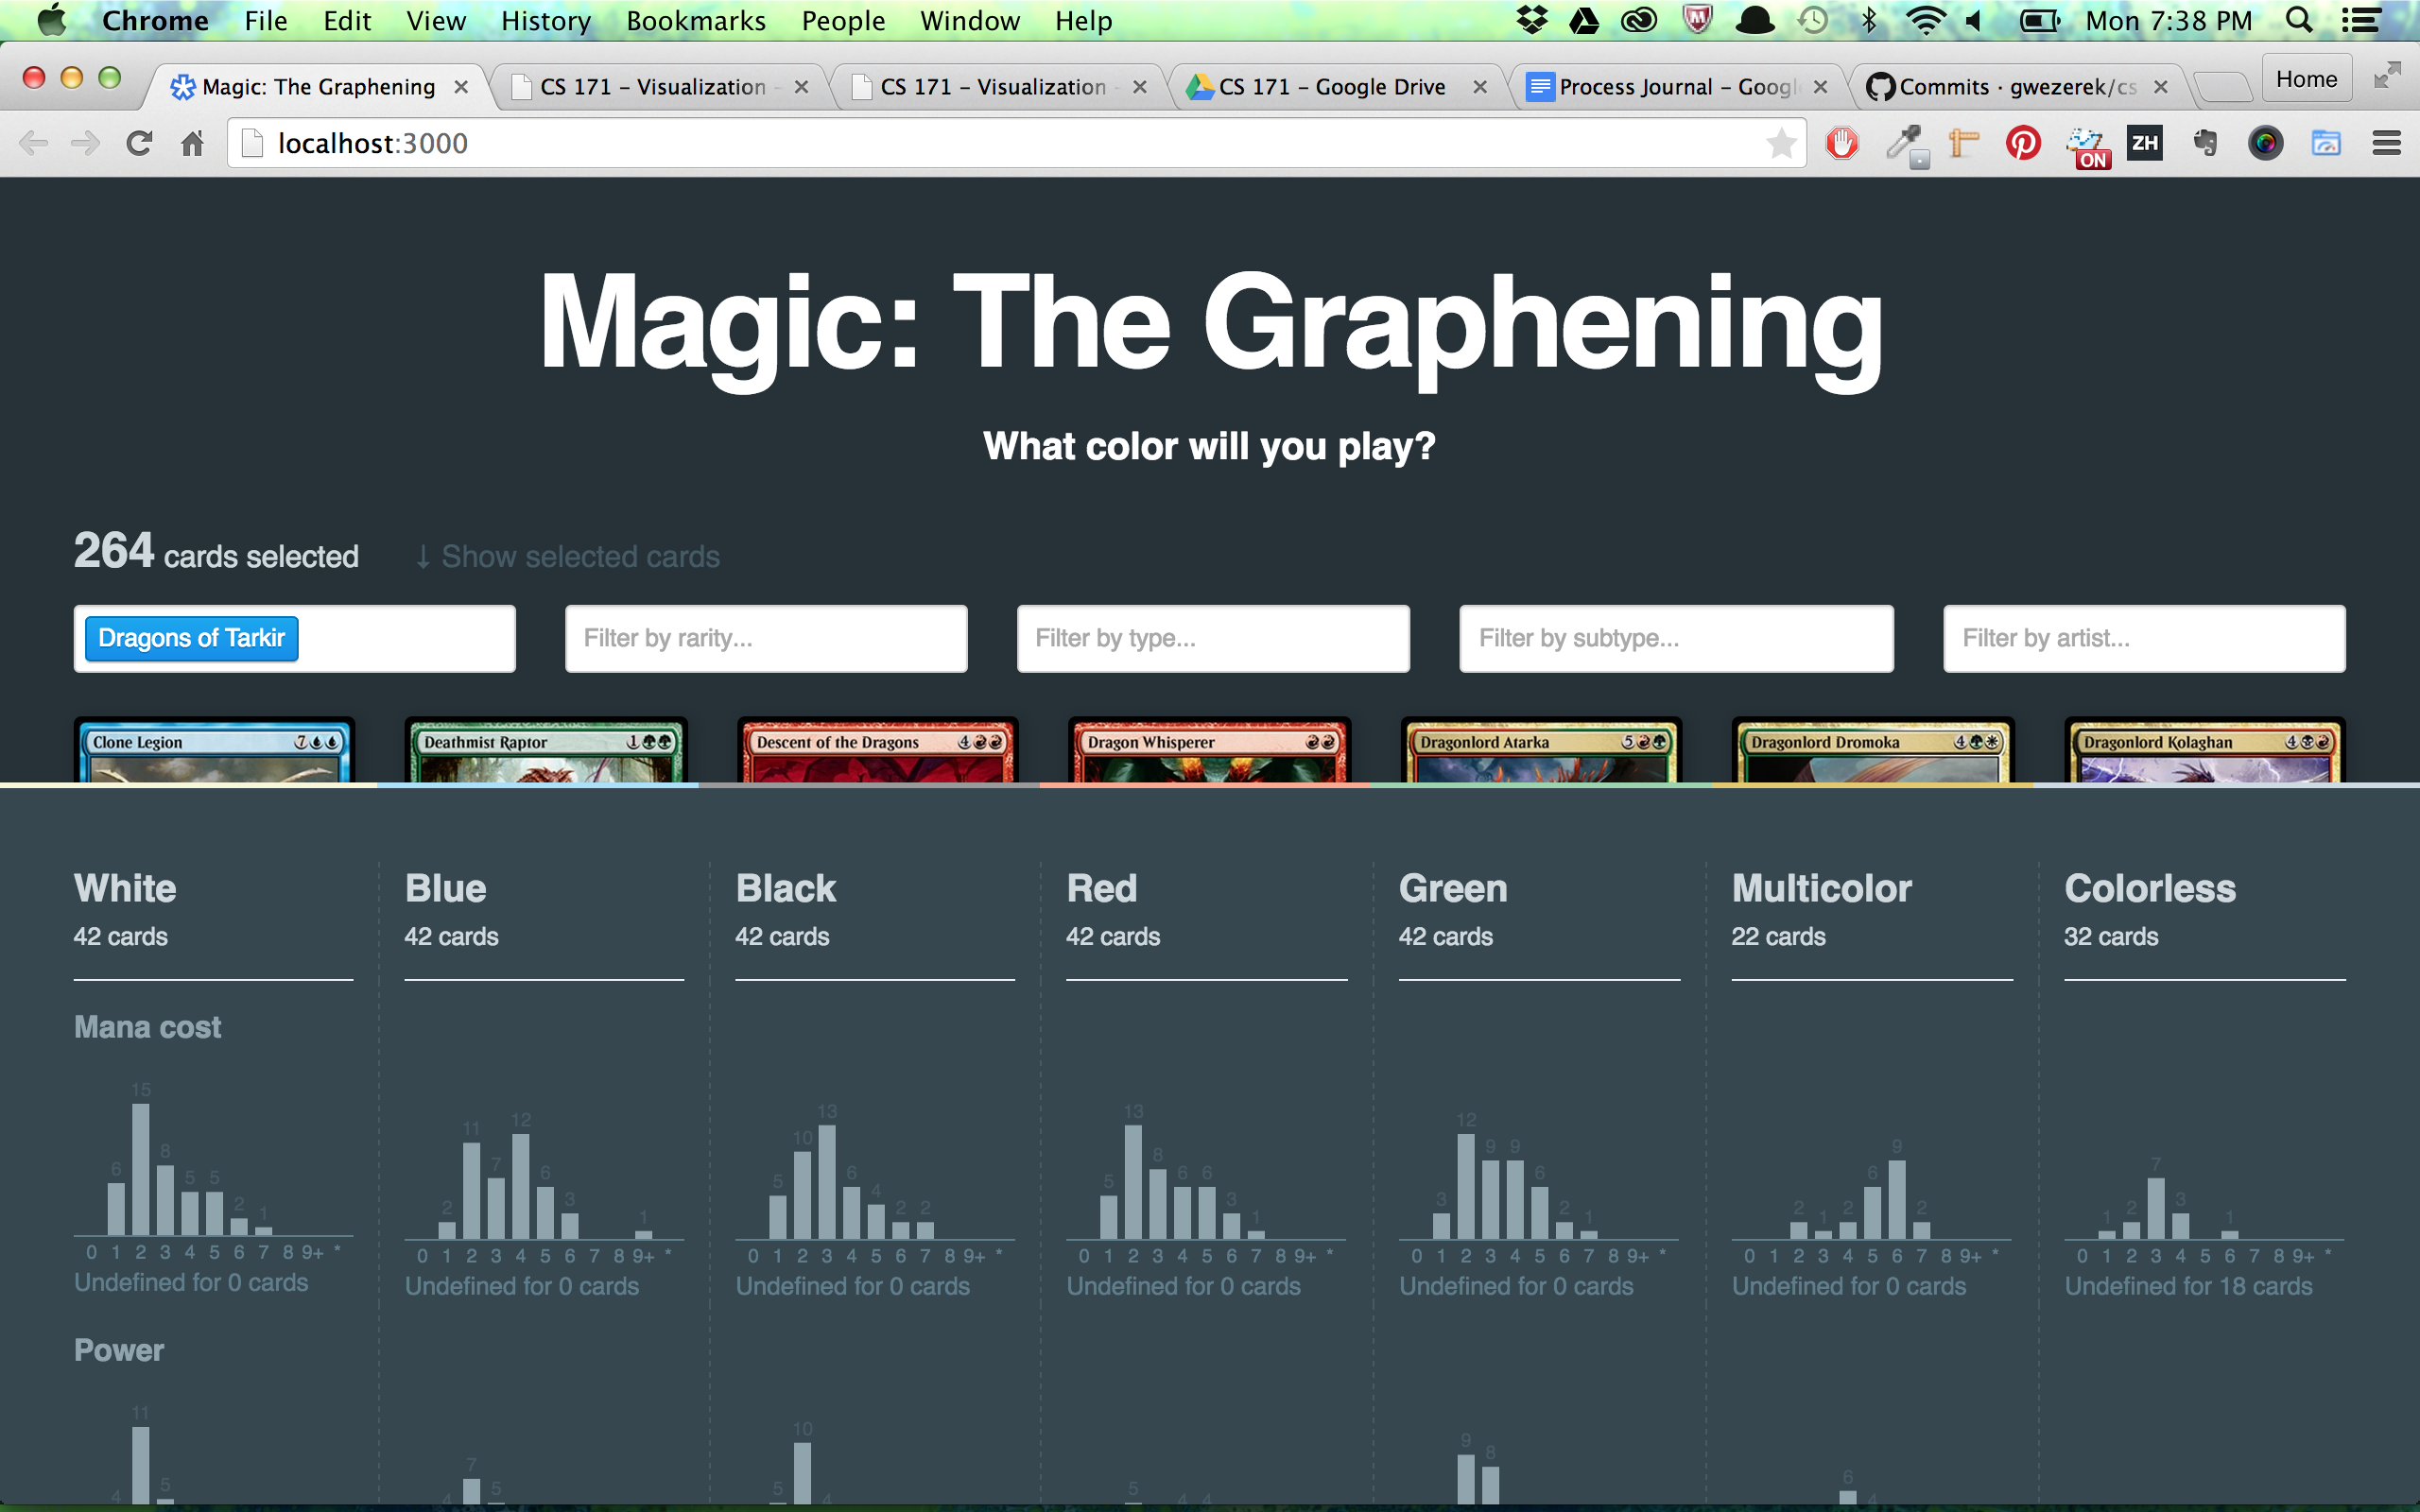 Chrome File Edit View History Bookmarks People Window Help Mon 7:38 PM
Magic: The Graphening CS 171 – Visualization CS 171 – Visualization CS 171 – Google Drive Process Journal – Googl Commits · gwezerek/cs Home
localhost:3000 ON ZH
Magic: The Graphening
What color will you play?
264 cards selected ↓ Show selected cards
Dragons of Tarkir Filter by rarity... Filter by type... Filter by subtype... Filter by artist...
Clone Legion 7 Deathmist Raptor 1 Descent of the Dragons 4 Dragon Whisperer Dragonlord Atarka 5 Dragonlord Dromoka 4 Dragonlord Kolaghan 4
White Blue Black Red Green Multicolor Colorless
42 cards 42 cards 42 cards 42 cards 42 cards 22 cards 32 cards
Mana cost
6 15 8 5 5 2 1
2 11 7 12 6 3 1
5 10 13 6 4 2 2
5 13 8 6 6 3 1
3 12 9 9 6 2 1
2 1 2 6 9 2
1 2 7 3 1
0 1 2 3 4 5 6 7 8 9+ * 0 1 2 3 4 5 6 7 8 9+ * 0 1 2 3 4 5 6 7 8 9+ * 0 1 2 3 4 5 6 7 8 9+ * 0 1 2 3 4 5 6 7 8 9+ * 0 1 2 3 4 5 6 7 8 9+ * 0 1 2 3 4 5 6 7 8 9+ *
Undefined for 0 cards Undefined for 0 cards Undefined for 0 cards Undefined for 0 cards Undefined for 0 cards Undefined for 0 cards Undefined for 18 cards
Power
4 11 5
4 7 5
5 10 4
5 4 4
9 8
6 4